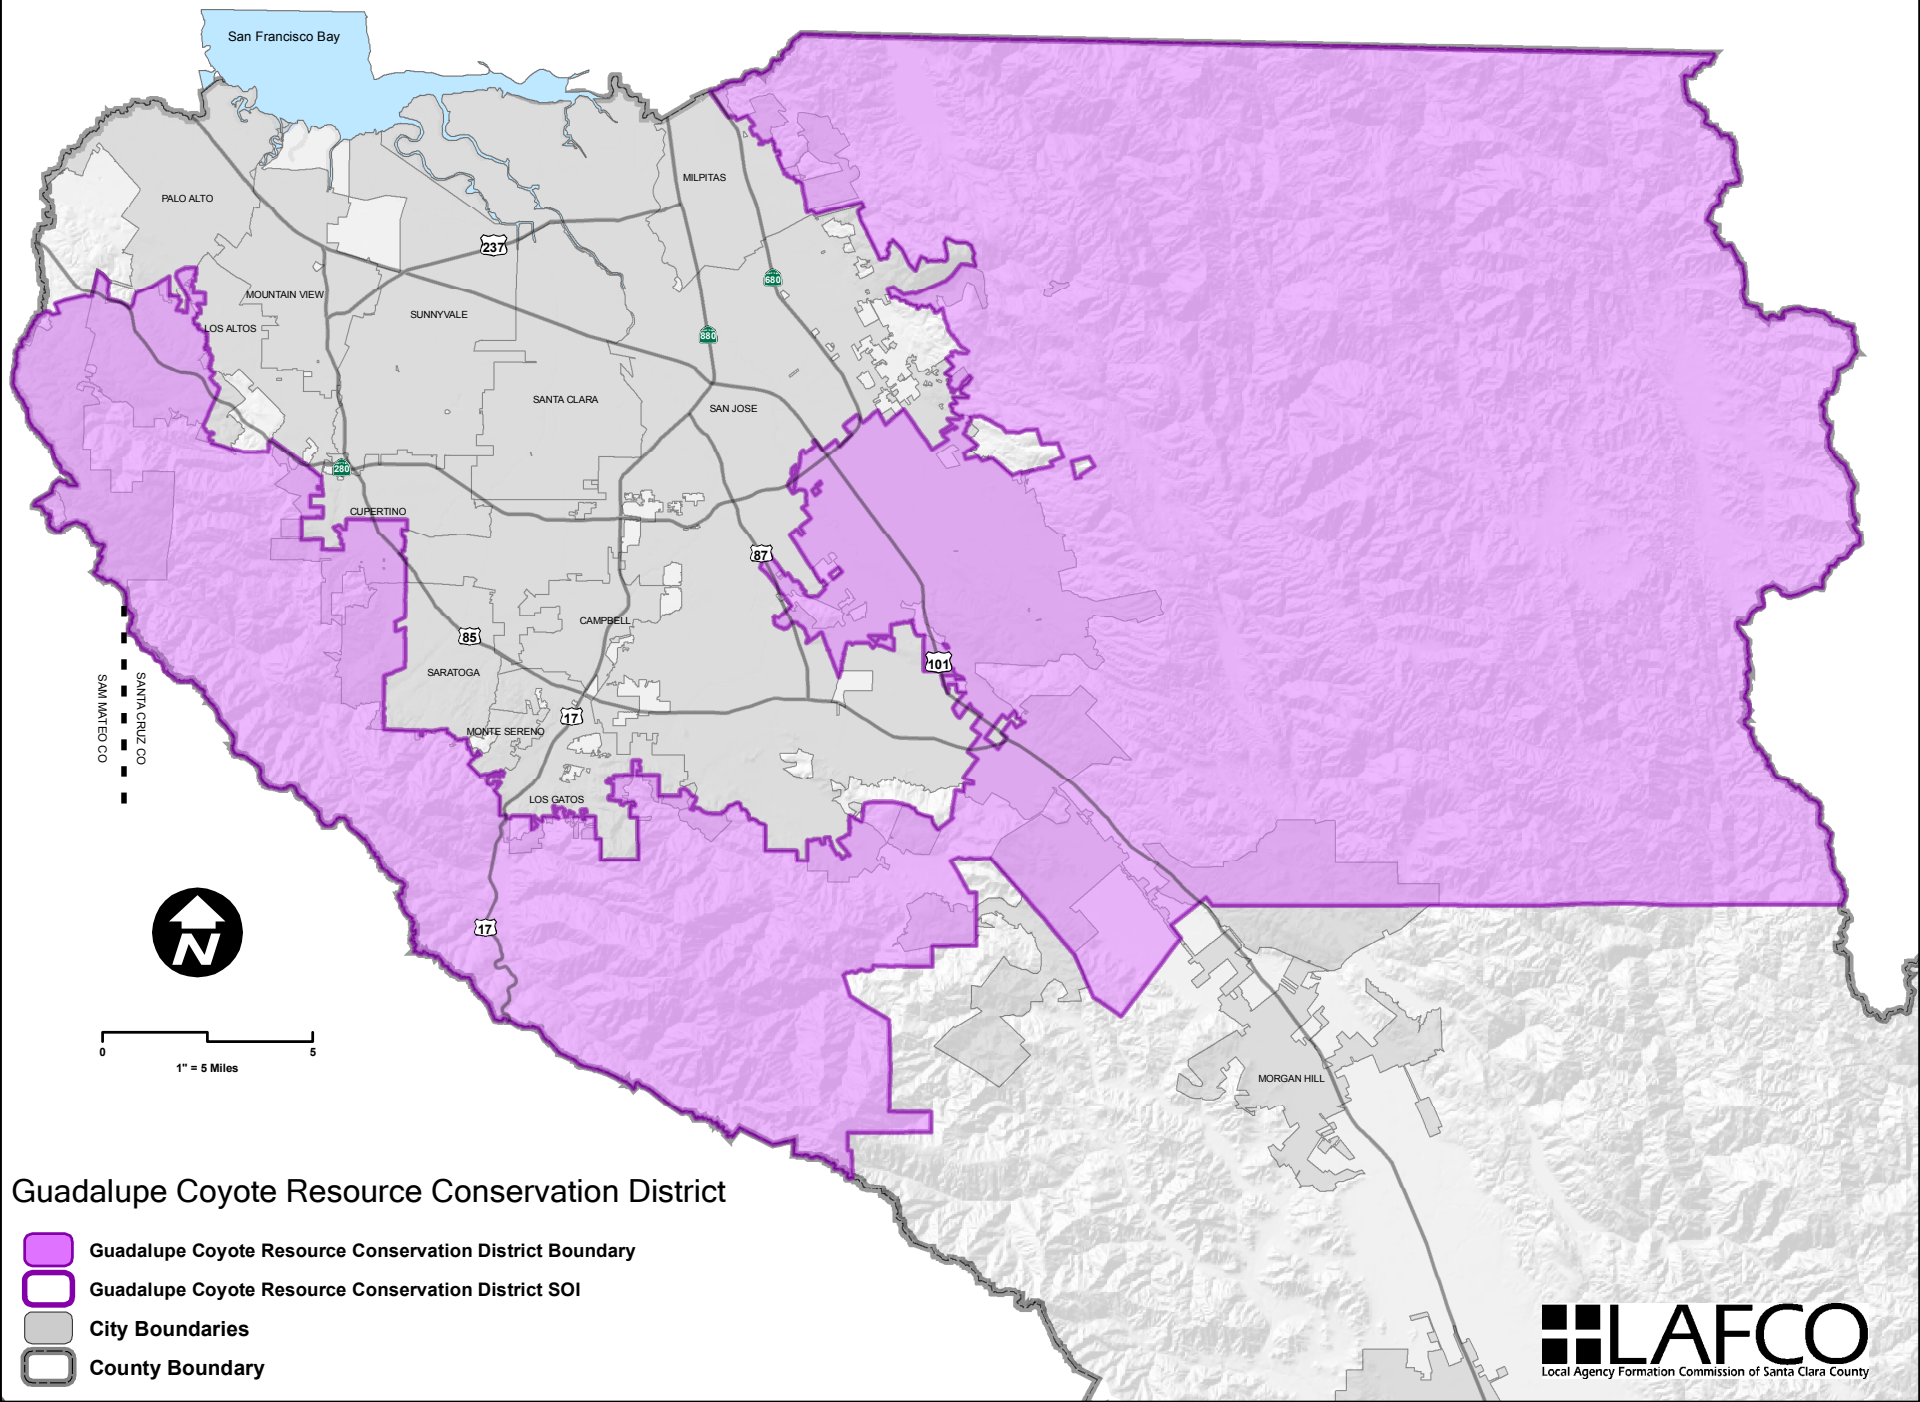 San Francisco Bay
MILPITAS
PALO ALTO
237
680
MOUNTAIN VIEW
SUNNYVALE
LOS ALTOS
880
SANTA CLARA
SAN JOSE
280
CUPERTINO
87
CAMPBELL
85
101
SARATOGA
SAM MATEO CO
SANTA CRUZ CO
17
MONTE SERENO
LOS GATOS
17
N
0 5
1" = 5 Miles
MORGAN HILL
Guadalupe Coyote Resource Conservation District
Guadalupe Coyote Resource Conservation District Boundary
Guadalupe Coyote Resource Conservation District SOI
City Boundaries
County Boundary
LAFCO
Local Agency Formation Commission of Santa Clara County